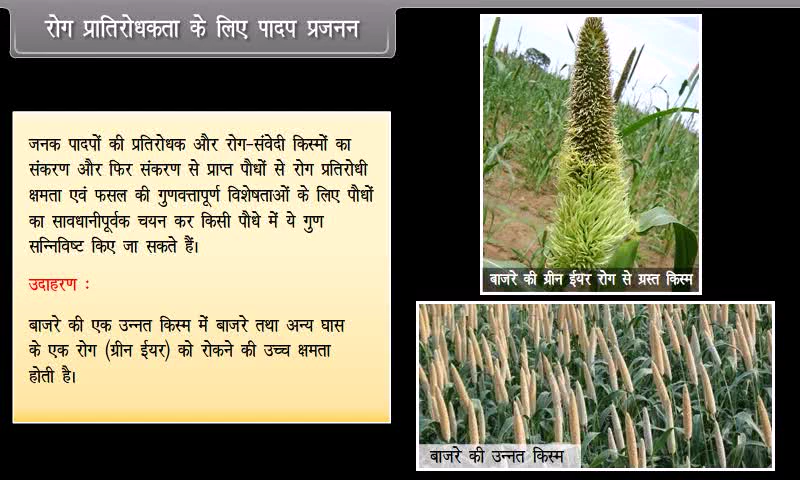 रोग प्रातिरोधकता के लिए पादप प्रजनन
जनक पादपों की प्रतिरोधक और रोग-संवेदी किस्मों का
संकरण और फिर संकरण से प्राप्त पौधों से रोग प्रतिरोधी
क्षमता एवं फसल की गुणवत्तापूर्ण विशेषताओं के लिए पौधों
का सावधानीपूर्वक चयन कर किसी पौधे में ये गुण
सन्निविष्ट किए जा सकते हैं।
उदाहरण :
बाजरे की एक उन्नत किस्म में बाजरे तथा अन्य घास
के एक रोग (ग्रीन ईयर) को रोकने की उच्च क्षमता
होती है।
बाजरे की ग्रीन ईयर रोग से ग्रस्त किस्म
बाजरे की उन्नत किस्म